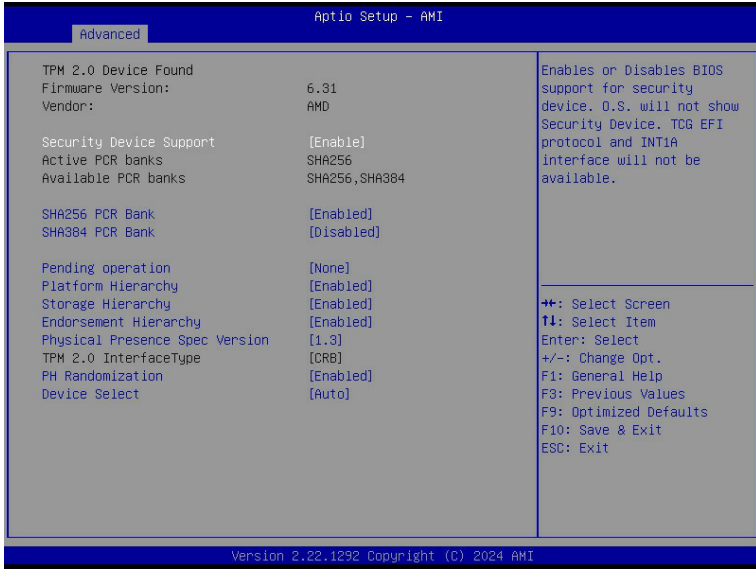 Aptio Setup - AMI
Advanced
TPM 2.0 Device Found
Firmware Version: 6.31
Vendor: AMD
Security Device Support [Enable]
Active PCR banks SHA256
Available PCR banks SHA256,SHA384
SHA256 PCR Bank [Enabled]
SHA384 PCR Bank [Disabled]
Pending operation [None]
Platform Hierarchy [Enabled]
Storage Hierarchy [Enabled]
Endorsement Hierarchy [Enabled]
Physical Presence Spec Version [1.3]
TPM 2.0 InterfaceType [CRB]
PH Randomization [Enabled]
Device Select [Auto]
Enables or Disables BIOS
support for security
device. O.S. will not show
Security Device. TCG EFI
protocol and INT1A
interface will not be
available.
→←: Select Screen
↑↓: Select Item
Enter: Select
+/-: Change Opt.
F1: General Help
F3: Previous Values
F9: Optimized Defaults
F10: Save & Exit
ESC: Exit
Version 2.22.1292 Copyright (C) 2024 AMI